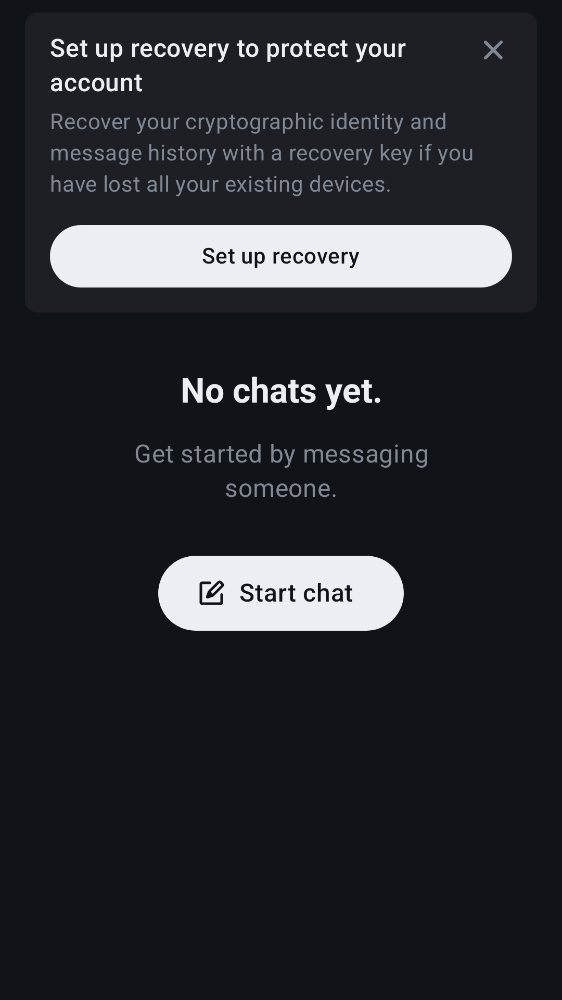 Set up recovery to protect your
account
Recover your cryptographic identity and
message history with a recovery key if you
have lost all your existing devices.
Set up recovery
No chats yet.
Get started by messaging
someone.
Start chat